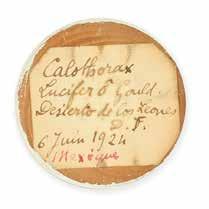 Calothorax
Lucifer ♂ Gould.
Desierto de los Leones
D. F.
6 Juin 1924
Mexique